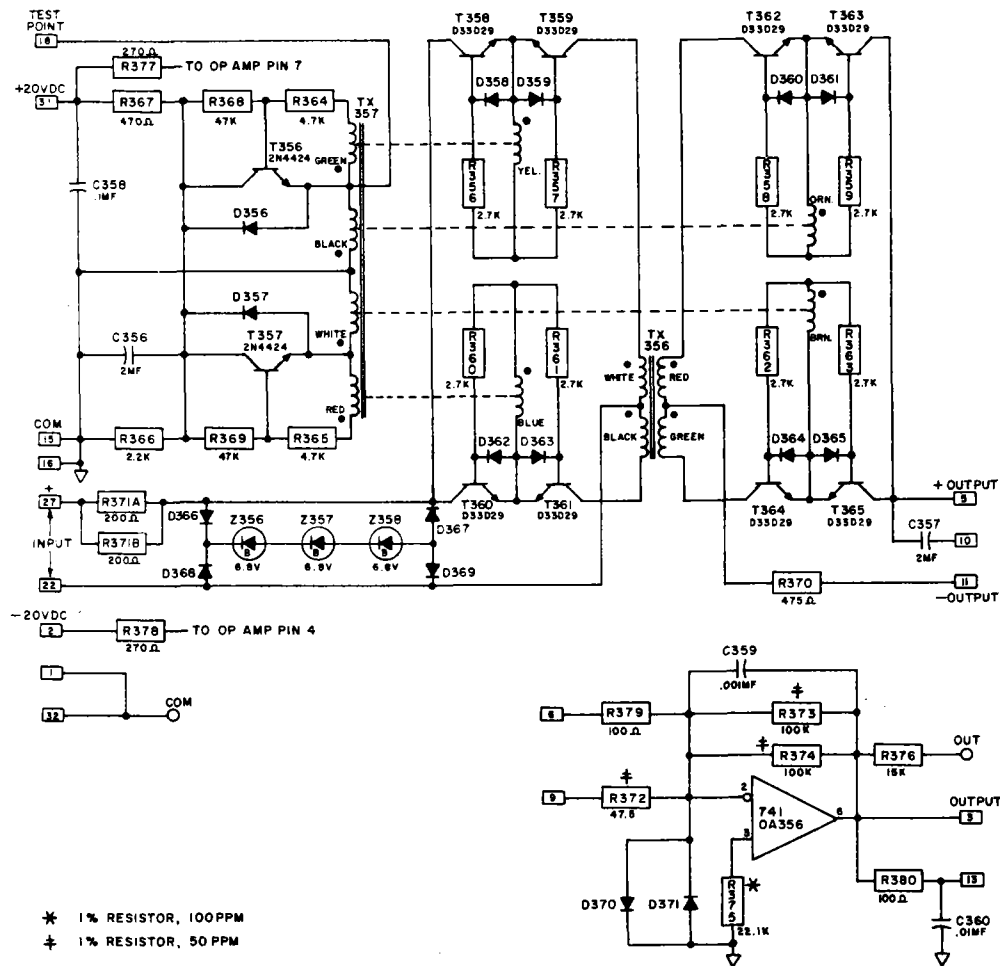 TEST POINT
18
270Ω
R377
TO OP AMP PIN 7
+20VDC
31
R367
470Ω
R368
47K
R364
4.7K
TX 357
T356
2N4424
GREEN
C358
.1MF
D356
BLACK
D357
WHITE
C356
2MF
T357
2N4424
RED
COM
15
16
R366
2.2K
R369
47K
R365
4.7K
T358
D33D29
T359
D33D29
D358
D359
YEL.
R356
2.7K
R357
2.7K
T362
D33D29
T363
D33D29
D360
D361
R358
2.7K
R359
2.7K
ORN.
R360
2.7K
R361
2.7K
BLUE
D362
D363
T360
D33D29
T361
D33D29
TX 356
WHITE
RED
BLACK
GREEN
BRN.
R362
2.7K
R363
2.7K
D364
D365
T364
D33D29
T365
D33D29
+
27
R371A
200Ω
INPUT
R371B
200Ω
22
D366
D368
Z356
B
6.8V
Z357
B
6.8V
Z358
B
6.8V
D367
D369
+OUTPUT
C357
2MF
10
R370
475Ω
11
-OUTPUT
-20VDC
2
R378
270Ω
TO OP AMP PIN 4
1
32
COM
C359
.001MF
6
R379
100Ω
R373
100K
R374
100K
R376
15K
OUT
9
R372
2
741
OA356
6
3
OUTPUT
R375
22.1K
D370
D371
R380
100Ω
13
C360
.01MF
* 1% RESISTOR, 100PPM
‡ 1% RESISTOR, 50PPM